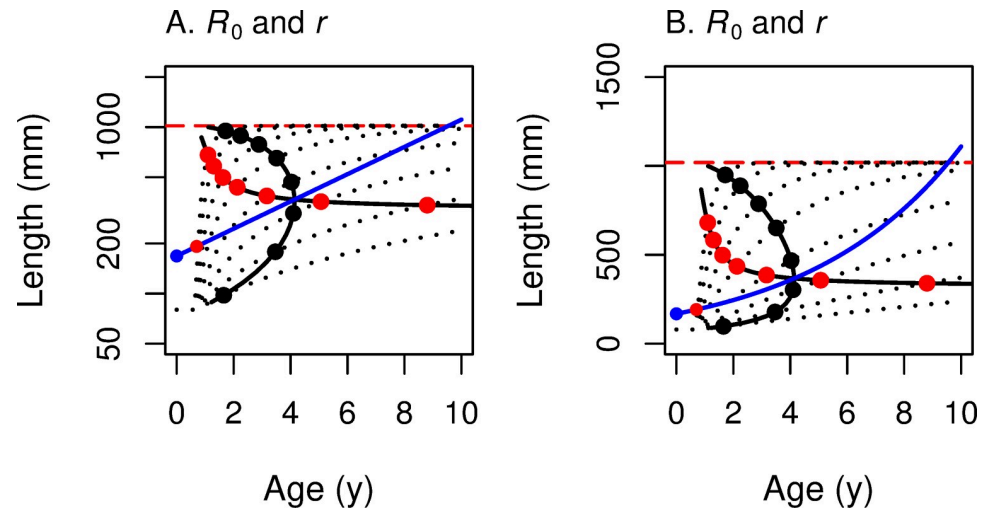 A. R0 and r
Length (mm)
1000
200
50
0 2 4 6 8 10
Age (y)
B. R0 and r
Length (mm)
1500
500
0
0 2 4 6 8 10
Age (y)